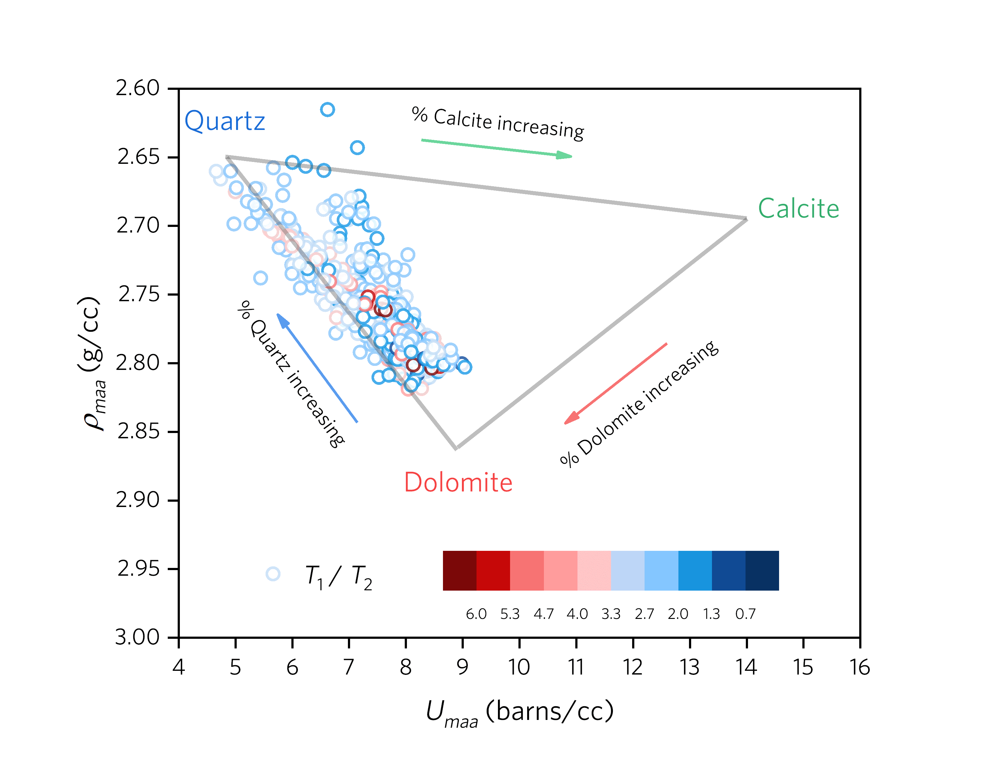 Quartz
% Calcite increasing
Calcite
% Quartz increasing
% Dolomite increasing
Dolomite
T1 / T2
6.0 5.3 4.7 4.0 3.3 2.7 2.0 1.3 0.7
2.60
2.65
2.70
2.75
2.80
2.85
2.90
2.95
3.00
ρmaa (g/cc)
4 5 6 7 8 9 10 11 12 13 14 15 16
Umaa (barns/cc)